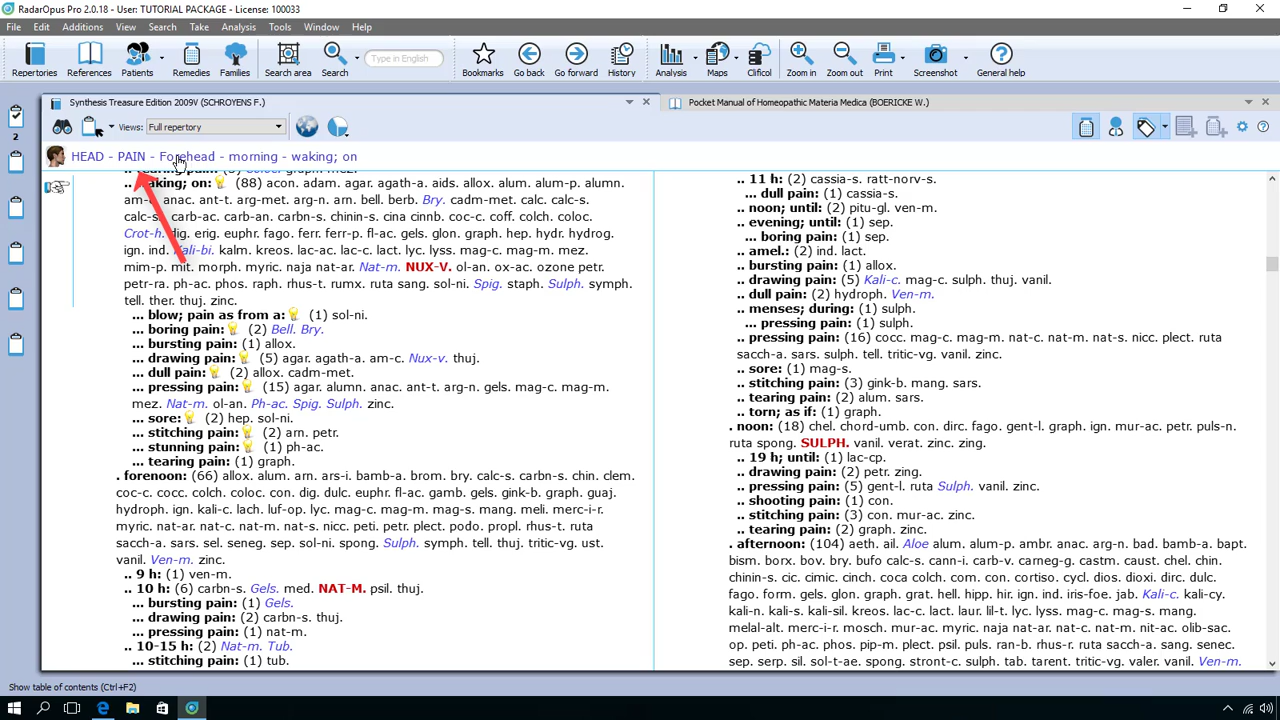 RadarOpus Pro 2.0.18 - User: TUTORIAL PACKAGE - License: 100033
File Edit Additions View Search Take Analysis Tools Window Help
Type in English
Repertories References Patients Remedies Families Search area Search Bookmarks Go back Go forward History Analysis Maps Clificol Zoom in Zoom out Print Screenshot General help
Synthesis Treasure Edition 2009V (SCHROYENS F.)
Pocket Manual of Homeopathic Materia Medica (BOERICKE W.)
2
Views: Full repertory
HEAD - PAIN - Forehead - morning - waking; on
.. waking; on: (88) acon. adam. agar. agath-a. aids. allox. alum. alum-p. alumn.
anac. ant-t. arg-met. arg-n. arn. bell. berb. Bry. cadm-met. calc. calc-s.
carb-ac. carb-an. carbn-s. chinin-s. cina cinnb. coc-c. coff. colch. coloc.
Crot-h. dig. erig. euphr. fago. ferr. ferr-p. fl-ac. gels. glon. graph. hep. hydr. hydrog.
ign. ind. Kali-bi. kalm. kreos. lac-ac. lac-c. lact. lyc. lyss. mag-c. mag-m. mez.
mim-p. mit. morph. myric. naja nat-ar. Nat-m. NUX-V. ol-an. ox-ac. ozone petr.
petr-ra. ph-ac. phos. raph. rhus-t. rumx. ruta sang. sol-ni. Spig. staph. Sulph. symph.
tell. ther. thuj. zinc.
... blow; pain as from a: (1) sol-ni.
... boring pain: (2) Bell. Bry.
... bursting pain: (1) allox.
... drawing pain: (5) agar. agath-a. am-c. Nux-v. thuj.
... dull pain: (2) allox. cadm-met.
... pressing pain: (15) agar. alumn. anac. ant-t. arg-n. gels. mag-c. mag-m.
mez. Nat-m. ol-an. Ph-ac. Spig. Sulph. zinc.
... sore: (2) hep. sol-ni.
... stitching pain: (2) arn. petr.
... stunning pain: (1) ph-ac.
... tearing pain: (1) graph.
. forenoon: (66) allox. alum. arn. ars-i. bamb-a. brom. bry. calc-s. carbn-s. chin. clem.
coc-c. cocc. colch. coloc. con. dig. dulc. euphr. fl-ac. gamb. gels. gink-b. graph. guaj.
hydroph. ign. kali-c. lach. luf-op. lyc. mag-c. mag-m. mag-s. mang. meli. merc-i-r.
myric. nat-ar. nat-c. nat-m. nat-s. nicc. peti. petr. plect. podo. propl. rhus-t. ruta
sacch-a. sars. sel. seneg. sep. sol-ni. spong. Sulph. symph. tell. thuj. tritic-vg. ust.
vanil. Ven-m. zinc.
.. 9 h: (1) ven-m.
.. 10 h: (6) carbn-s. Gels. med. NAT-M. psil. thuj.
... bursting pain: (1) Gels.
... drawing pain: (2) carbn-s. thuj.
... pressing pain: (1) nat-m.
.. 10-15 h: (2) Nat-m. Tub.
... stitching pain: (1) tub.
.. 11 h: (2) cassia-s. ratt-norv-s.
... dull pain: (1) cassia-s.
.. noon; until: (2) pitu-gl. ven-m.
.. evening; until: (1) sep.
... boring pain: (1) sep.
.. amel.: (2) ind. lact.
.. bursting pain: (1) allox.
.. drawing pain: (5) Kali-c. mag-c. sulph. thuj. vanil.
.. dull pain: (2) hydroph. Ven-m.
.. menses; during: (1) sulph.
... pressing pain: (1) sulph.
.. pressing pain: (16) cocc. mag-c. mag-m. nat-c. nat-m. nat-s. nicc. plect. ruta
sacch-a. sars. sulph. tell. tritic-vg. vanil. zinc.
.. sore: (1) mag-s.
.. stitching pain: (3) gink-b. mang. sars.
.. tearing pain: (2) alum. sars.
.. torn; as if: (1) graph.
. noon: (18) chel. chord-umb. con. dirc. fago. gent-l. graph. ign. mur-ac. petr. puls-n.
ruta spong. SULPH. vanil. verat. zinc. zing.
.. 19 h; until: (1) lac-cp.
.. drawing pain: (2) petr. zing.
.. pressing pain: (5) gent-l. ruta Sulph. vanil. zinc.
.. shooting pain: (1) con.
.. stitching pain: (3) con. mur-ac. zinc.
.. tearing pain: (2) graph. zinc.
. afternoon: (104) aeth. ail. Aloe alum. alum-p. ambr. anac. arg-n. bad. bamb-a. bapt.
bism. borx. bov. bry. bufo calc-s. cann-i. carb-v. carneg-g. castm. caust. chel. chin.
chinin-s. cic. cimic. cinch. coca colch. com. con. cortiso. cycl. dios. dioxi. dirc. dulc.
fago. form. gels. glon. graph. grat. hell. hipp. hir. ign. ind. iris-foe. jab. Kali-c. kali-cy.
kali-n. kali-s. kali-sil. kreos. lac-c. lact. laur. lil-t. lyc. lyss. mag-c. mag-s. mang.
melal-alt. merc-i-r. mosch. mur-ac. myric. naja nat-ar. nat-c. nat-m. nit-ac. olib-sac.
op. peti. ph-ac. phos. pip-m. plect. psil. puls. ran-b. rhus-r. ruta sacch-a. sang. senec.
sep. serp. sil. sol-t-ae. spong. stront-c. sulph. tab. tarent. tritic-vg. valer. vanil. Ven-m.
Show table of contents (Ctrl+F2)